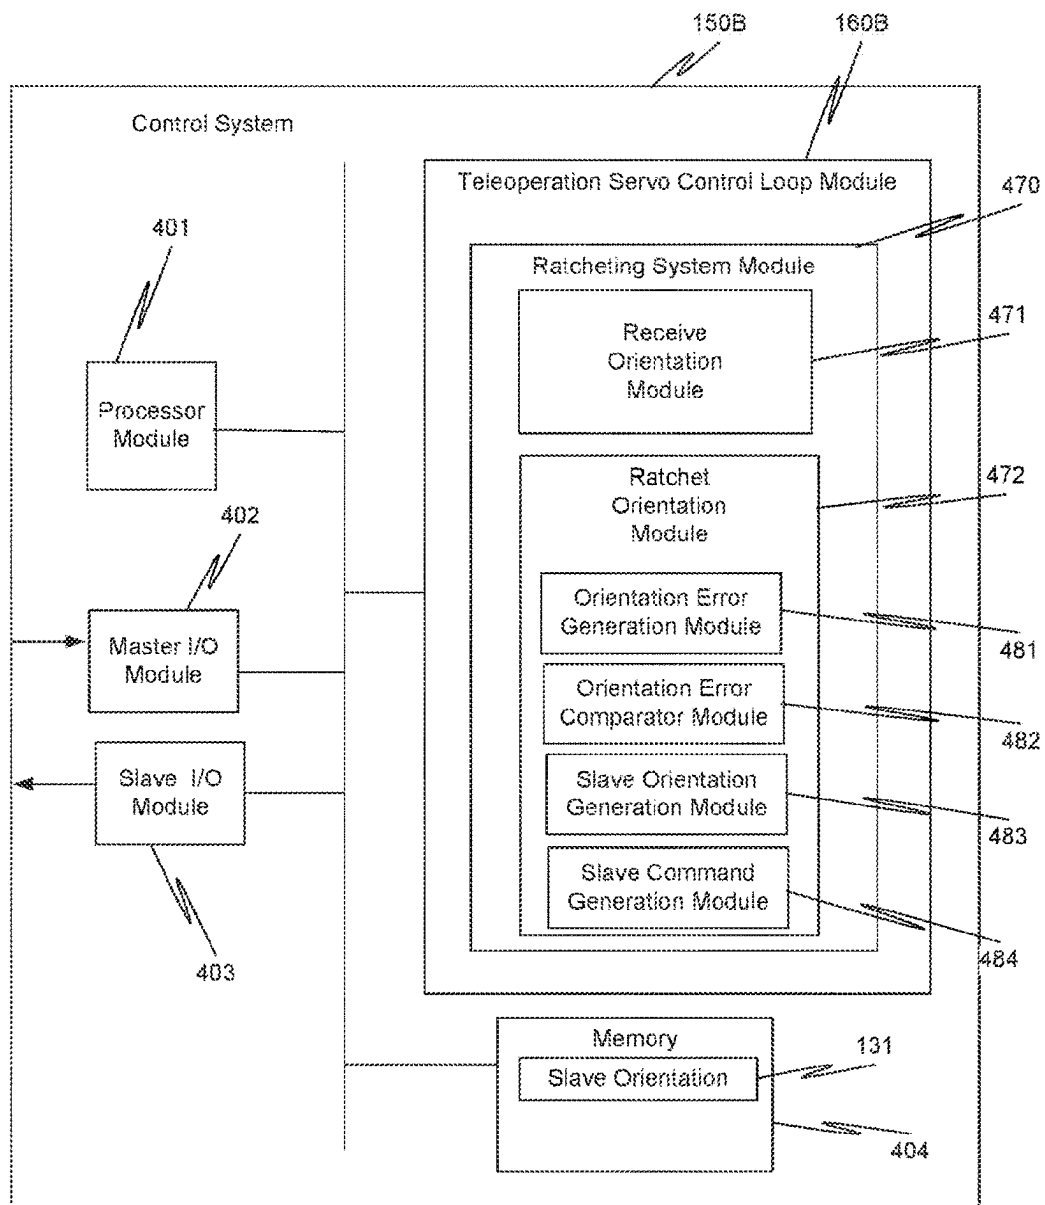 150B
160B
Control System
Teleoperation Servo Control Loop Module
470
401
Ratcheting System Module
471
Receive
Orientation
Module
Processor
Module
472
Ratchet
Orientation
Module
402
Orientation Error
Generation Module
481
Master I/O
Module
Orientation Error
Comparator Module
482
Slave I/O
Module
Slave Orientation
Generation Module
483
Slave Command
Generation Module
484
403
Memory
131
Slave Orientation
404